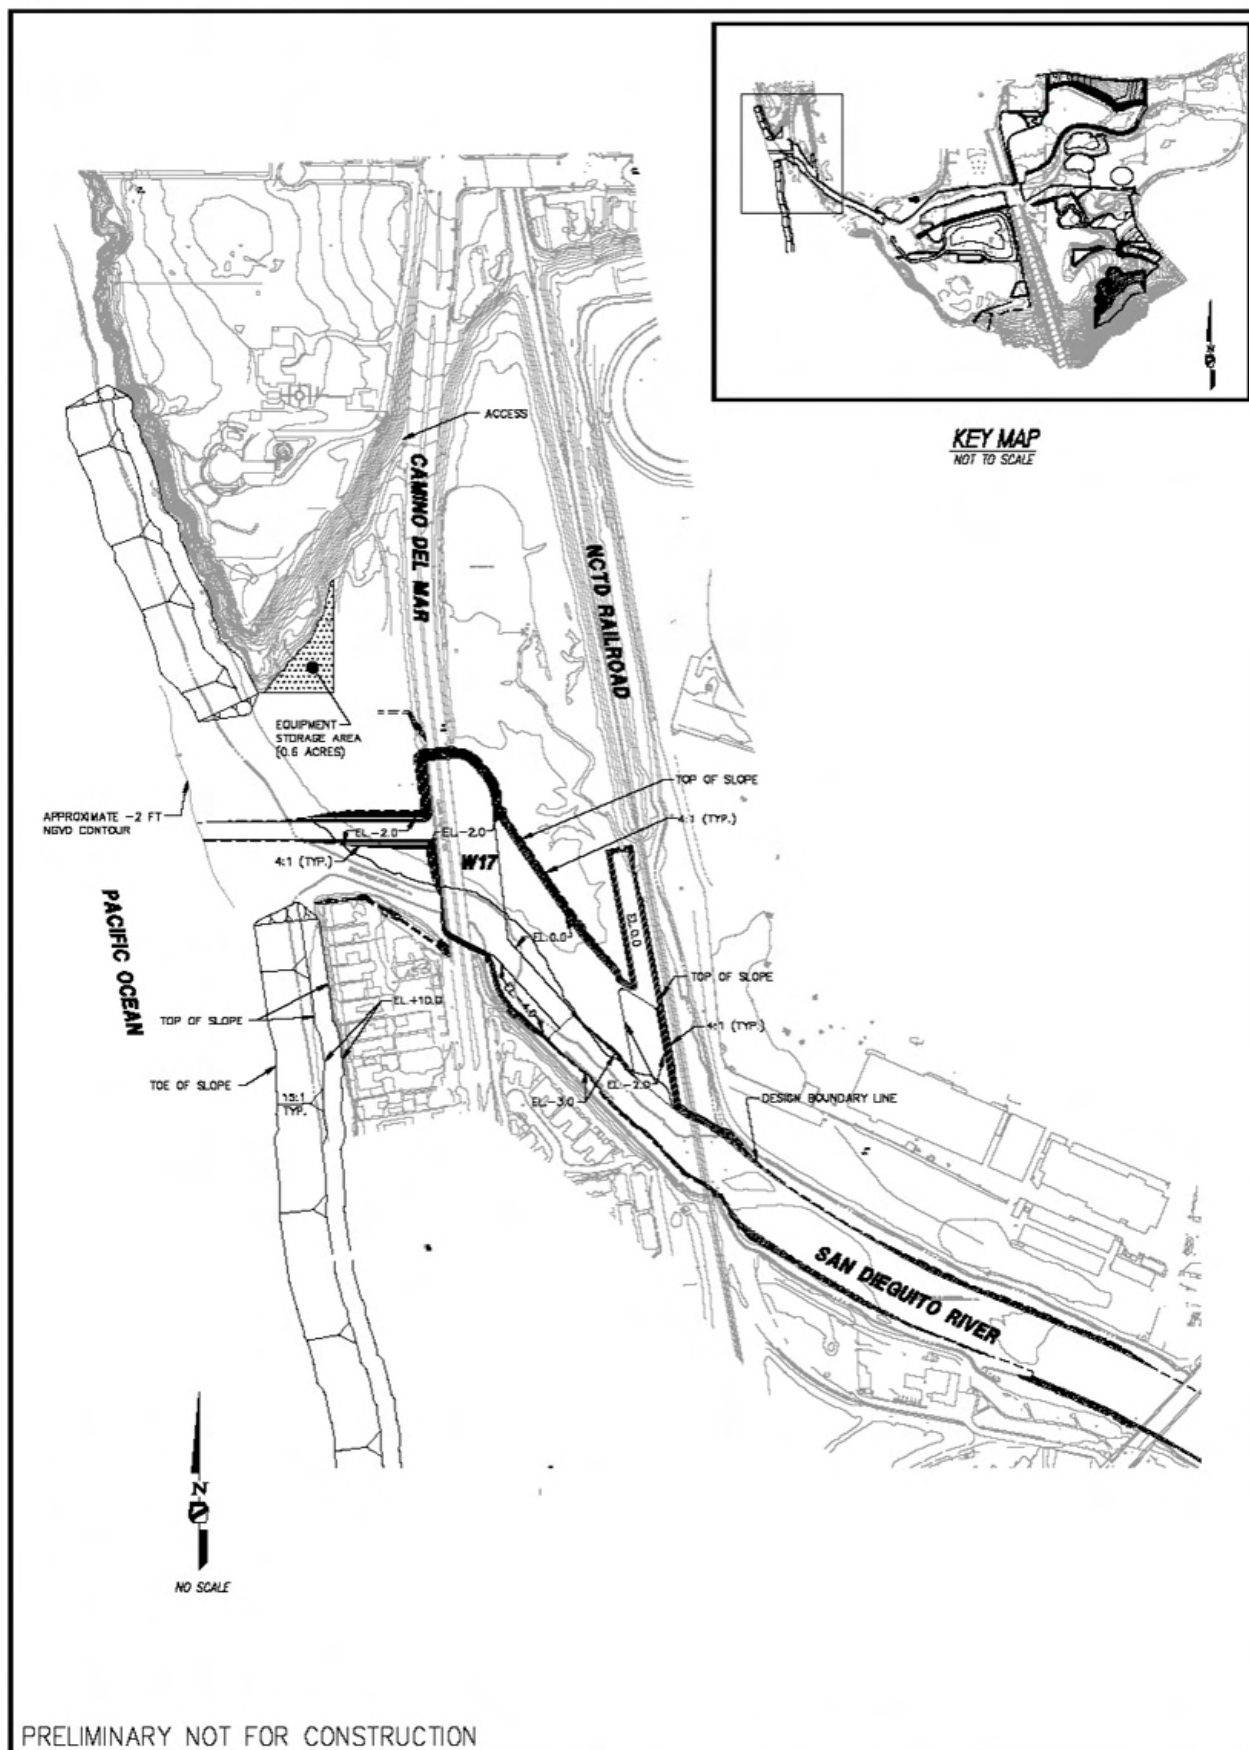 KEY MAP
NOT TO SCALE
N
ACCESS
CAMINO DEL MAR
NCTD RAILROAD
EQUIPMENT
STORAGE AREA
(0.6 ACRES)
TOP OF SLOPE
APPROXIMATE -2 FT
NGVD CONTOUR
4:1 (TYP.)
EL.-2.0
EL.-2.0
4:1 (TYP.)
W17
PACIFIC OCEAN
EL.0.0
EL.0.0
TOP OF SLOPE
EL.-4.0
EL.+10.0
TOP OF SLOPE
4:1 (TYP.)
TOE OF SLOPE
EL.-2.0
15:1
TYP.
EL.-3.0
DESIGN BOUNDARY LINE
SAN DIEGUITO RIVER
N
NO SCALE
PRELIMINARY NOT FOR CONSTRUCTION